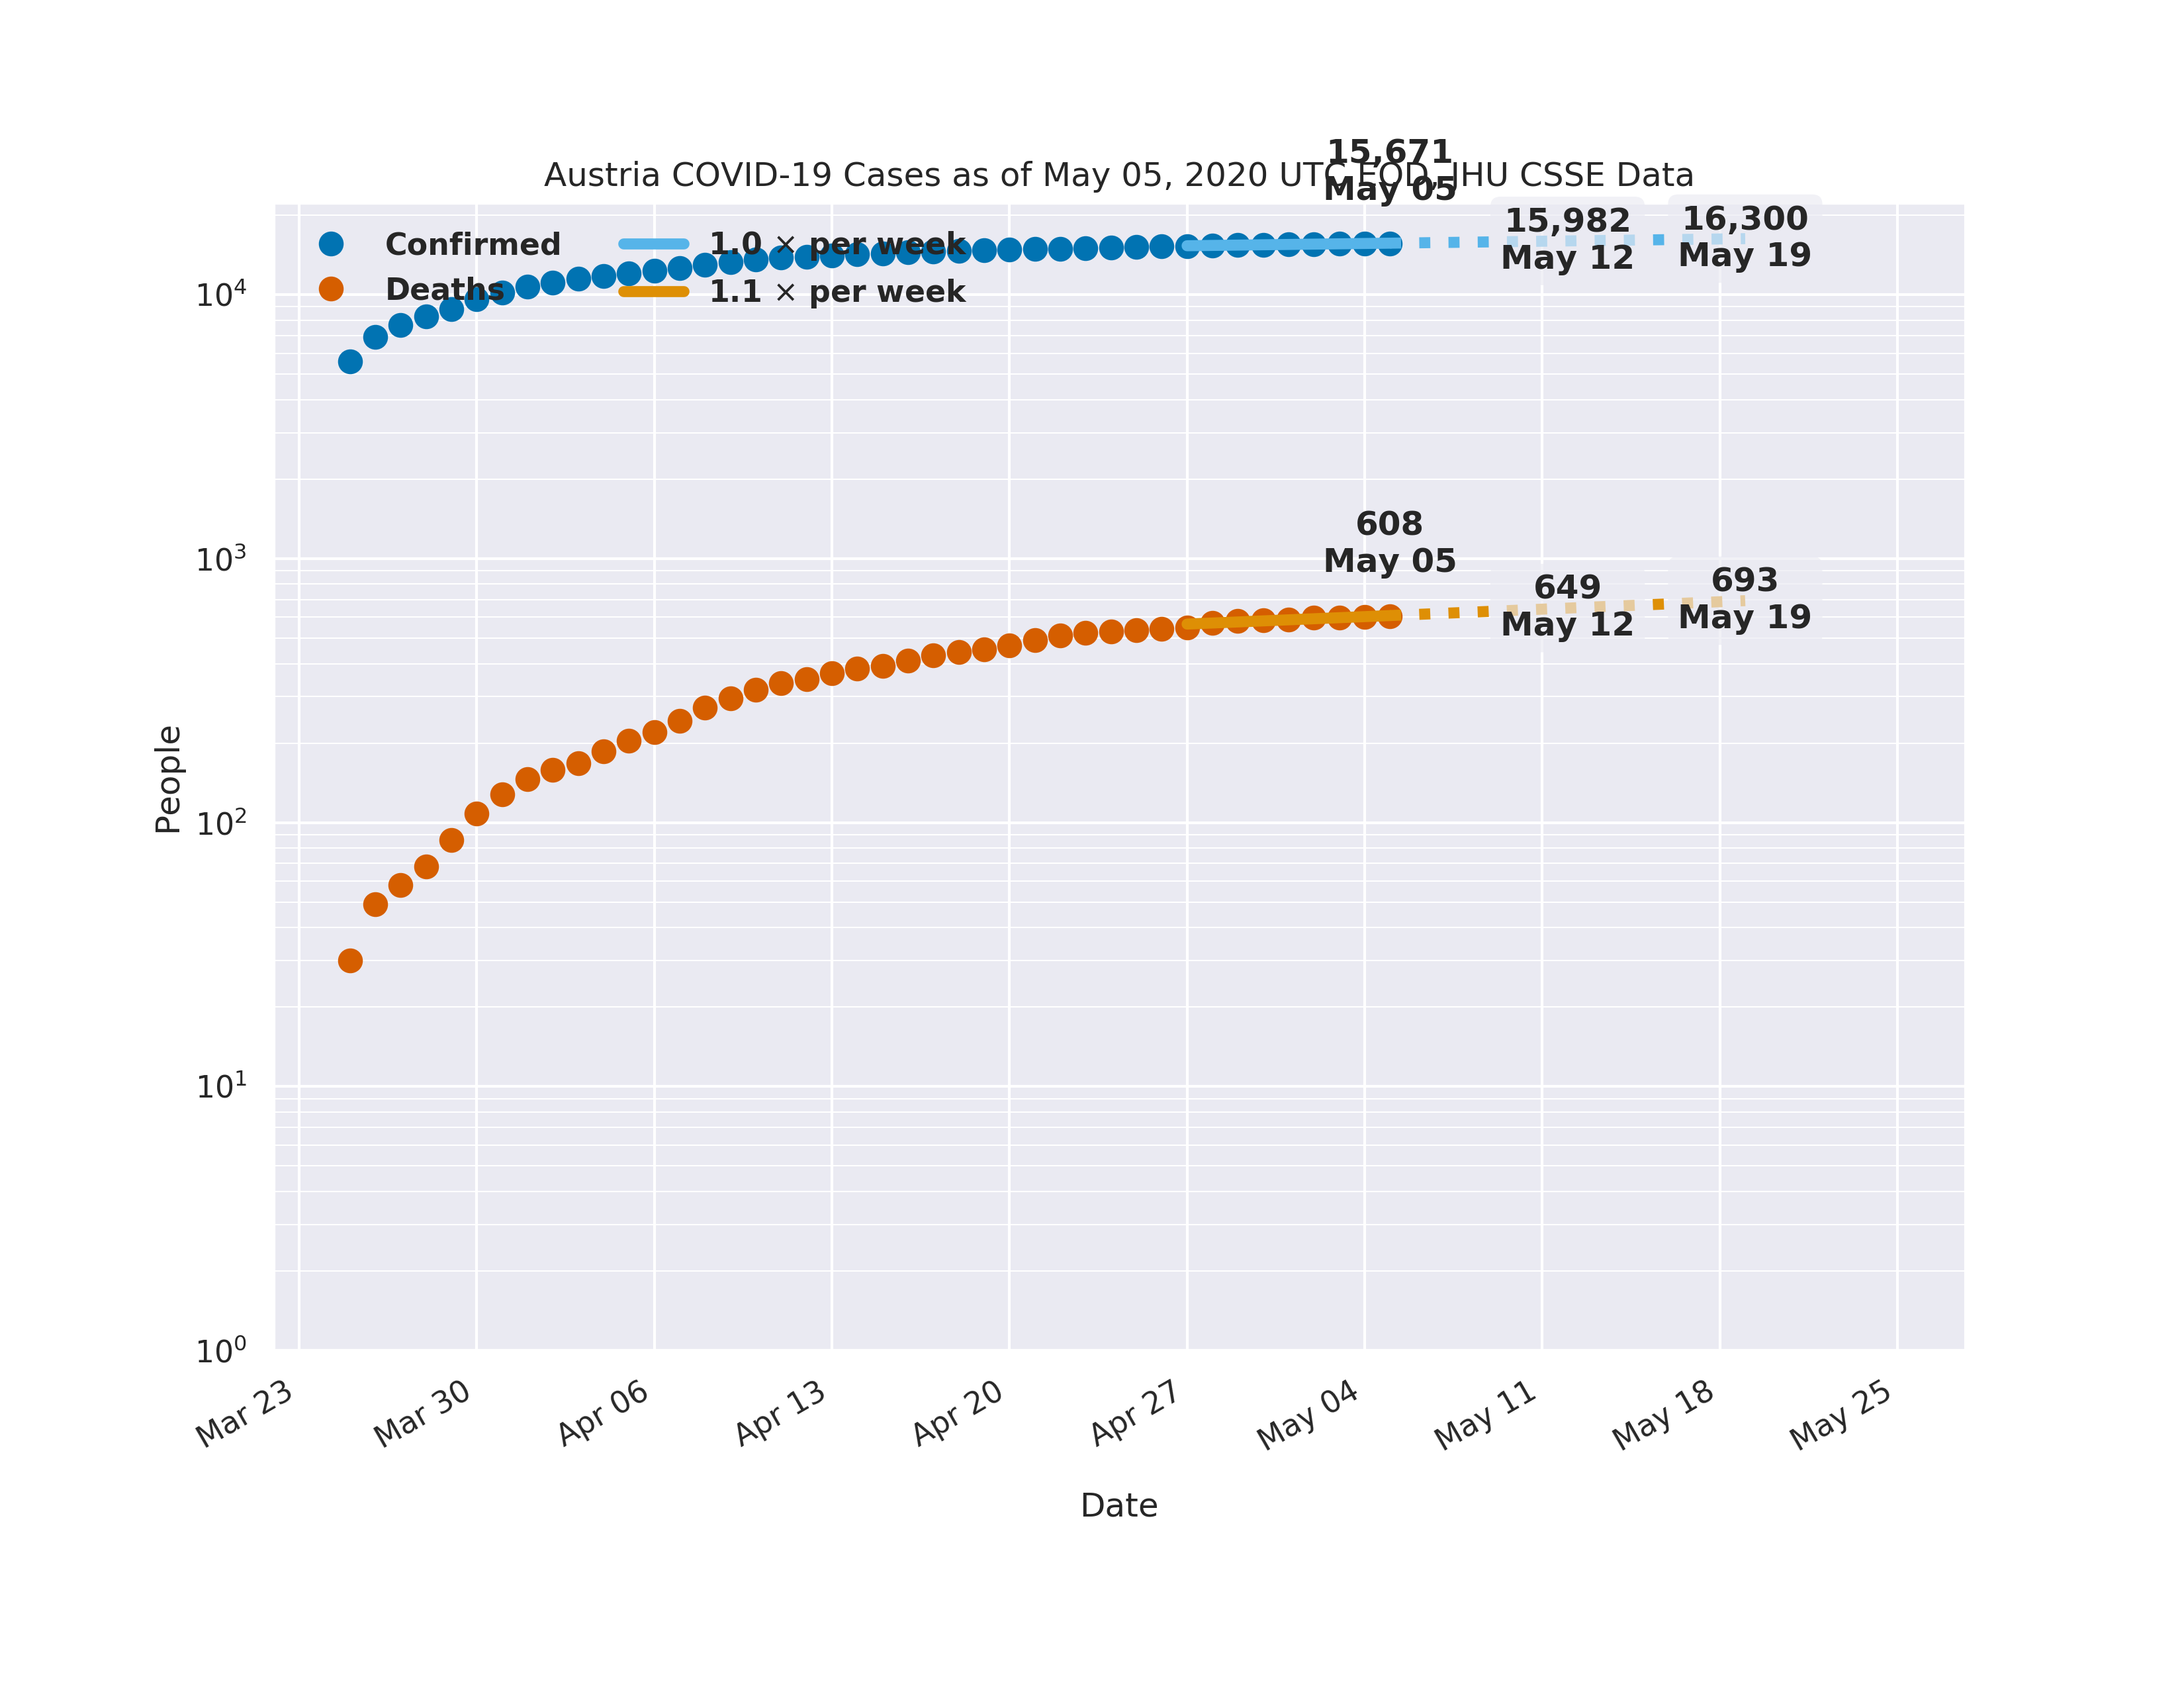 15,671
May 05
Austria COVID-19 Cases as of May 05, 2020 UTC EOD, JHU CSSE Data
Confirmed
Deaths
1.0 × per week
1.1 × per week
15,982
May 12
16,300
May 19
608
May 05
649
May 12
693
May 19
People
10⁴
10³
10²
10¹
10⁰
Mar 23
Mar 30
Apr 06
Apr 13
Apr 20
Apr 27
May 04
May 11
May 18
May 25
Date